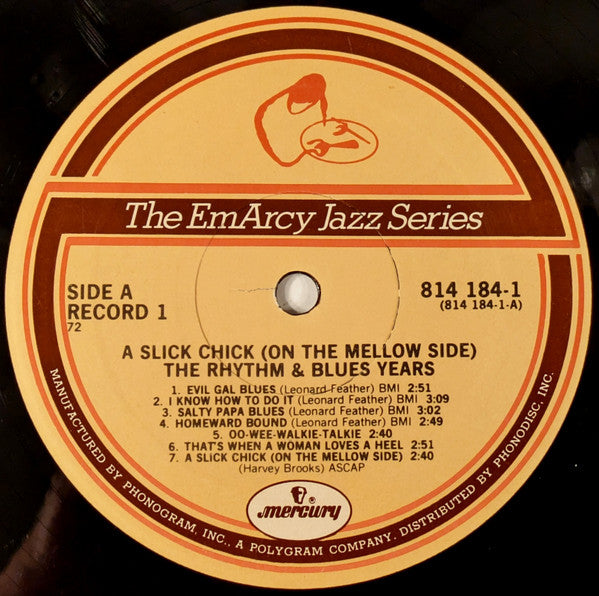 The EmArcy Jazz Series
SIDE A
RECORD 1
72
814 184-1
(814 184-1-A)
A SLICK CHICK (ON THE MELLOW SIDE)
THE RHYTHM & BLUES YEARS
1. EVIL GAL BLUES (Leonard Feather) BMI 2:51
2. I KNOW HOW TO DO IT (Leonard Feather) BMI 3:09
3. SALTY PAPA BLUES (Leonard Feather) BMI 3:02
4. HOMEWARD BOUND (Leonard Feather) BMI 2:49
5. OO-WEE-WALKIE-TALKIE 2:40
6. THAT'S WHEN A WOMAN LOVES A HEEL 2:51
7. A SLICK CHICK (ON THE MELLOW SIDE) 2:40
(Harvey Brooks) ASCAP
®
mercury
MANUFACTURED BY PHONOGRAM, INC., A POLYGRAM COMPANY. DISTRIBUTED BY PHONODISC, INC.